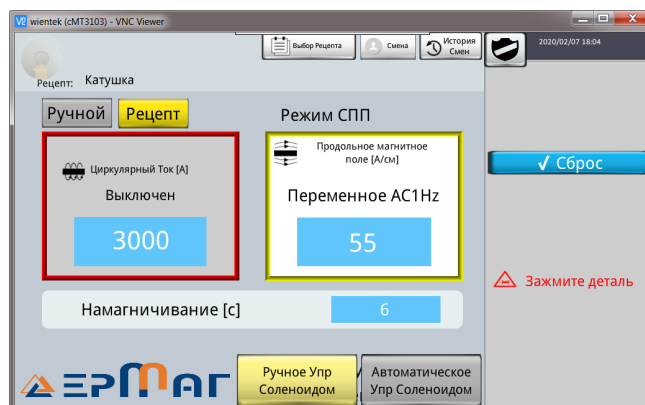 wientek (cMT3103) - VNC Viewer
Выбор Рецепта
Смена
История
Смен
2020/02/07 18:04
Рецепт: Катушка
Ручной
Рецепт
Режим СПП
Циркулярный Ток [A]
Выключен
3000
Продольное магнитное
поле [А/см]
Переменное AC1Hz
55
✓ Сброс
Зажмите деталь
Намагничивание [с]
6
ЕРМАГ
Ручное Упр
Соленоидом
Автоматическое
Упр Соленоидом